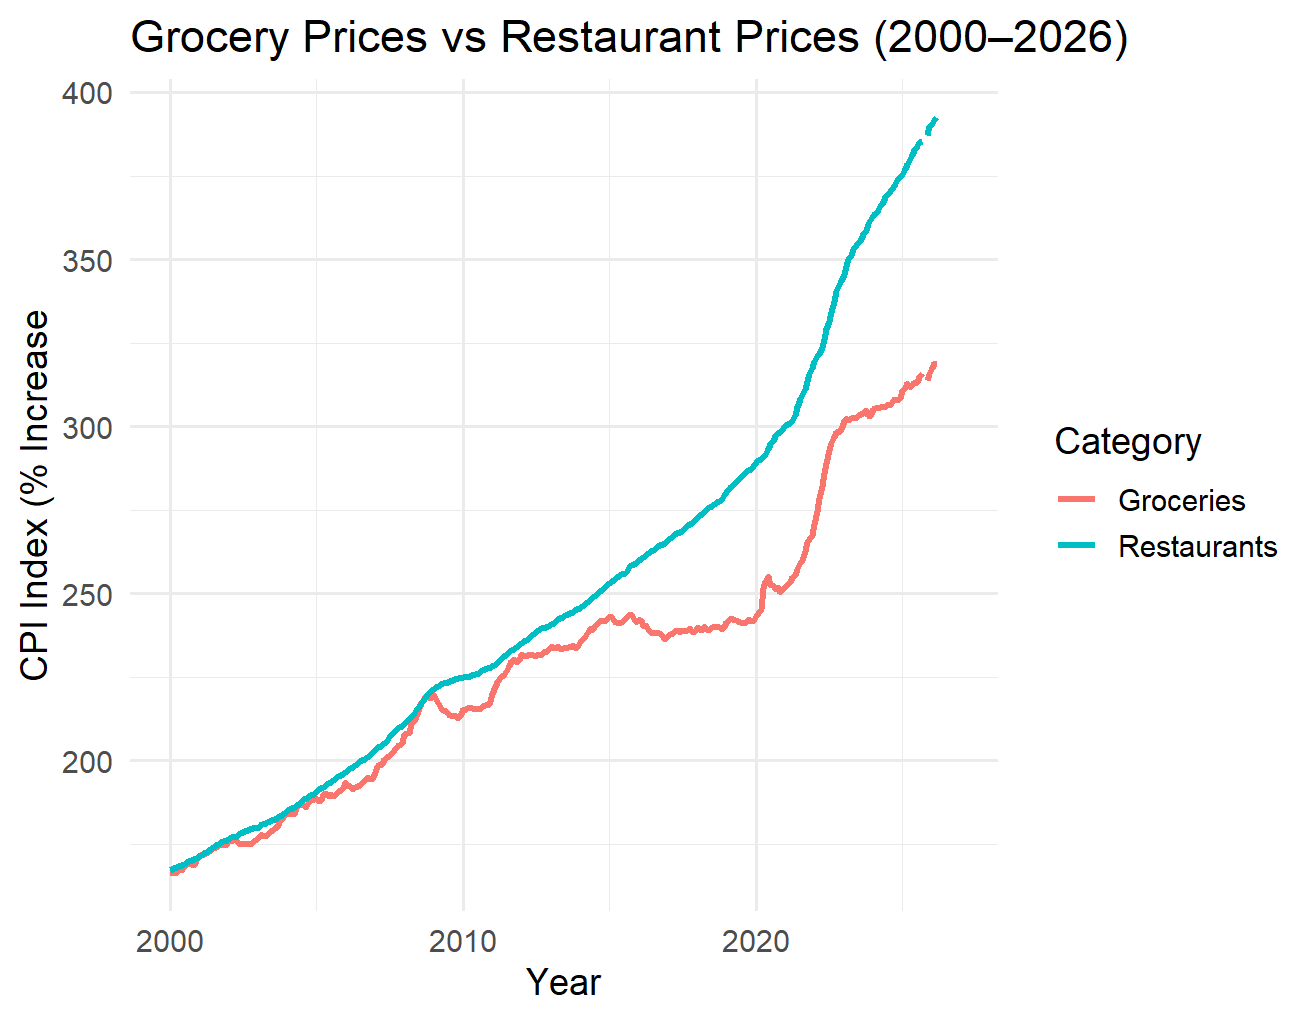 Grocery Prices vs Restaurant Prices (2000–2026)
CPI Index (% Increase
400
350
300
250
200
2000 2010 2020
Year
Category
Groceries
Restaurants